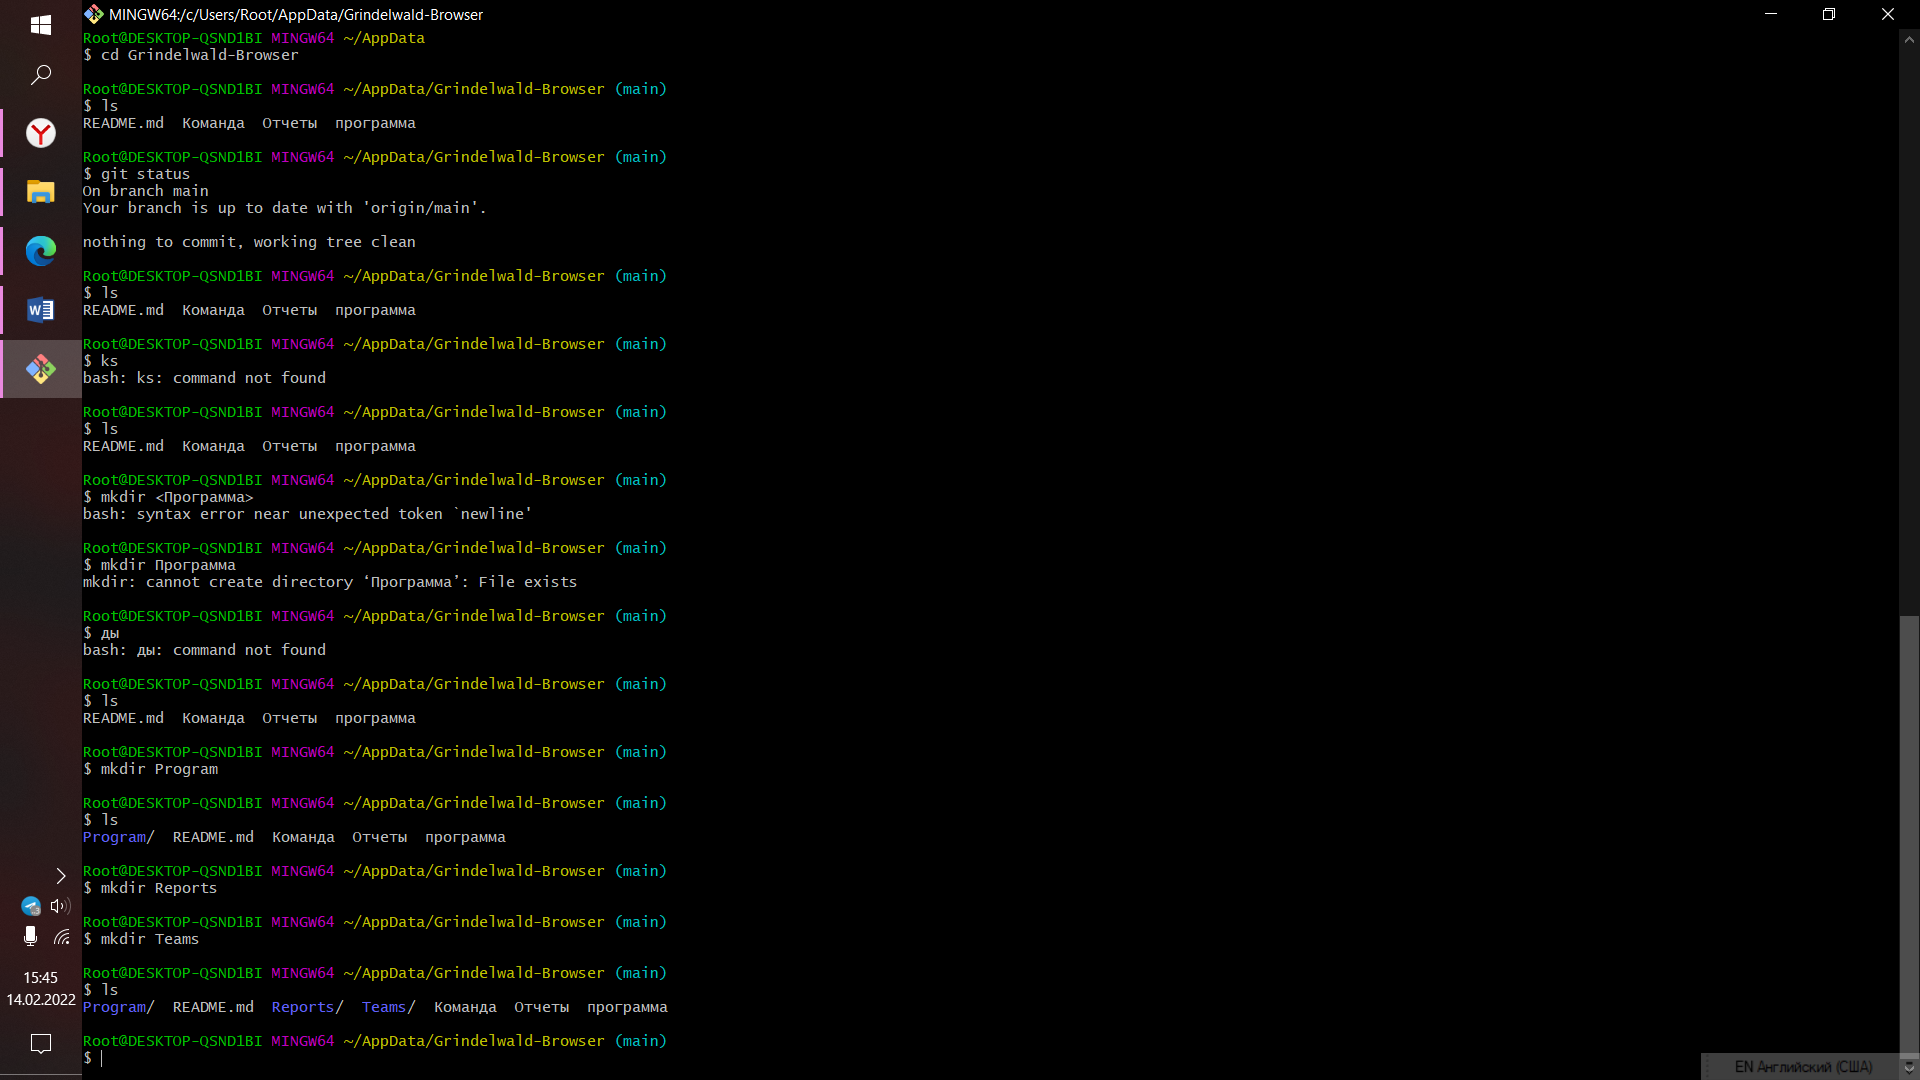 MINGW64:/c/Users/Root/AppData/Grindelwald-Browser
Root@DESKTOP-QSND1BI MINGW64 ~/AppData
$ cd Grindelwald-Browser
Root@DESKTOP-QSND1BI MINGW64 ~/AppData/Grindelwald-Browser (main)
$ ls
README.md  Команда  Отчеты  программа
Root@DESKTOP-QSND1BI MINGW64 ~/AppData/Grindelwald-Browser (main)
$ git status
On branch main
Your branch is up to date with 'origin/main'.
nothing to commit, working tree clean
Root@DESKTOP-QSND1BI MINGW64 ~/AppData/Grindelwald-Browser (main)
$ ls
README.md  Команда  Отчеты  программа
Root@DESKTOP-QSND1BI MINGW64 ~/AppData/Grindelwald-Browser (main)
$ ks
bash: ks: command not found
Root@DESKTOP-QSND1BI MINGW64 ~/AppData/Grindelwald-Browser (main)
$ ls
README.md  Команда  Отчеты  программа
Root@DESKTOP-QSND1BI MINGW64 ~/AppData/Grindelwald-Browser (main)
$ mkdir <Программа>
bash: syntax error near unexpected token `newline'
Root@DESKTOP-QSND1BI MINGW64 ~/AppData/Grindelwald-Browser (main)
$ mkdir Программа
mkdir: cannot create directory ‘Программа’: File exists
Root@DESKTOP-QSND1BI MINGW64 ~/AppData/Grindelwald-Browser (main)
$ ды
bash: ды: command not found
Root@DESKTOP-QSND1BI MINGW64 ~/AppData/Grindelwald-Browser (main)
$ ls
README.md  Команда  Отчеты  программа
Root@DESKTOP-QSND1BI MINGW64 ~/AppData/Grindelwald-Browser (main)
$ mkdir Program
Root@DESKTOP-QSND1BI MINGW64 ~/AppData/Grindelwald-Browser (main)
$ ls
Program/  README.md  Команда  Отчеты  программа
Root@DESKTOP-QSND1BI MINGW64 ~/AppData/Grindelwald-Browser (main)
$ mkdir Reports
Root@DESKTOP-QSND1BI MINGW64 ~/AppData/Grindelwald-Browser (main)
$ mkdir Teams
Root@DESKTOP-QSND1BI MINGW64 ~/AppData/Grindelwald-Browser (main)
$ ls
Program/  README.md  Reports/  Teams/  Команда  Отчеты  программа
Root@DESKTOP-QSND1BI MINGW64 ~/AppData/Grindelwald-Browser (main)
$
15:45
14.02.2022
EN Английский (США)